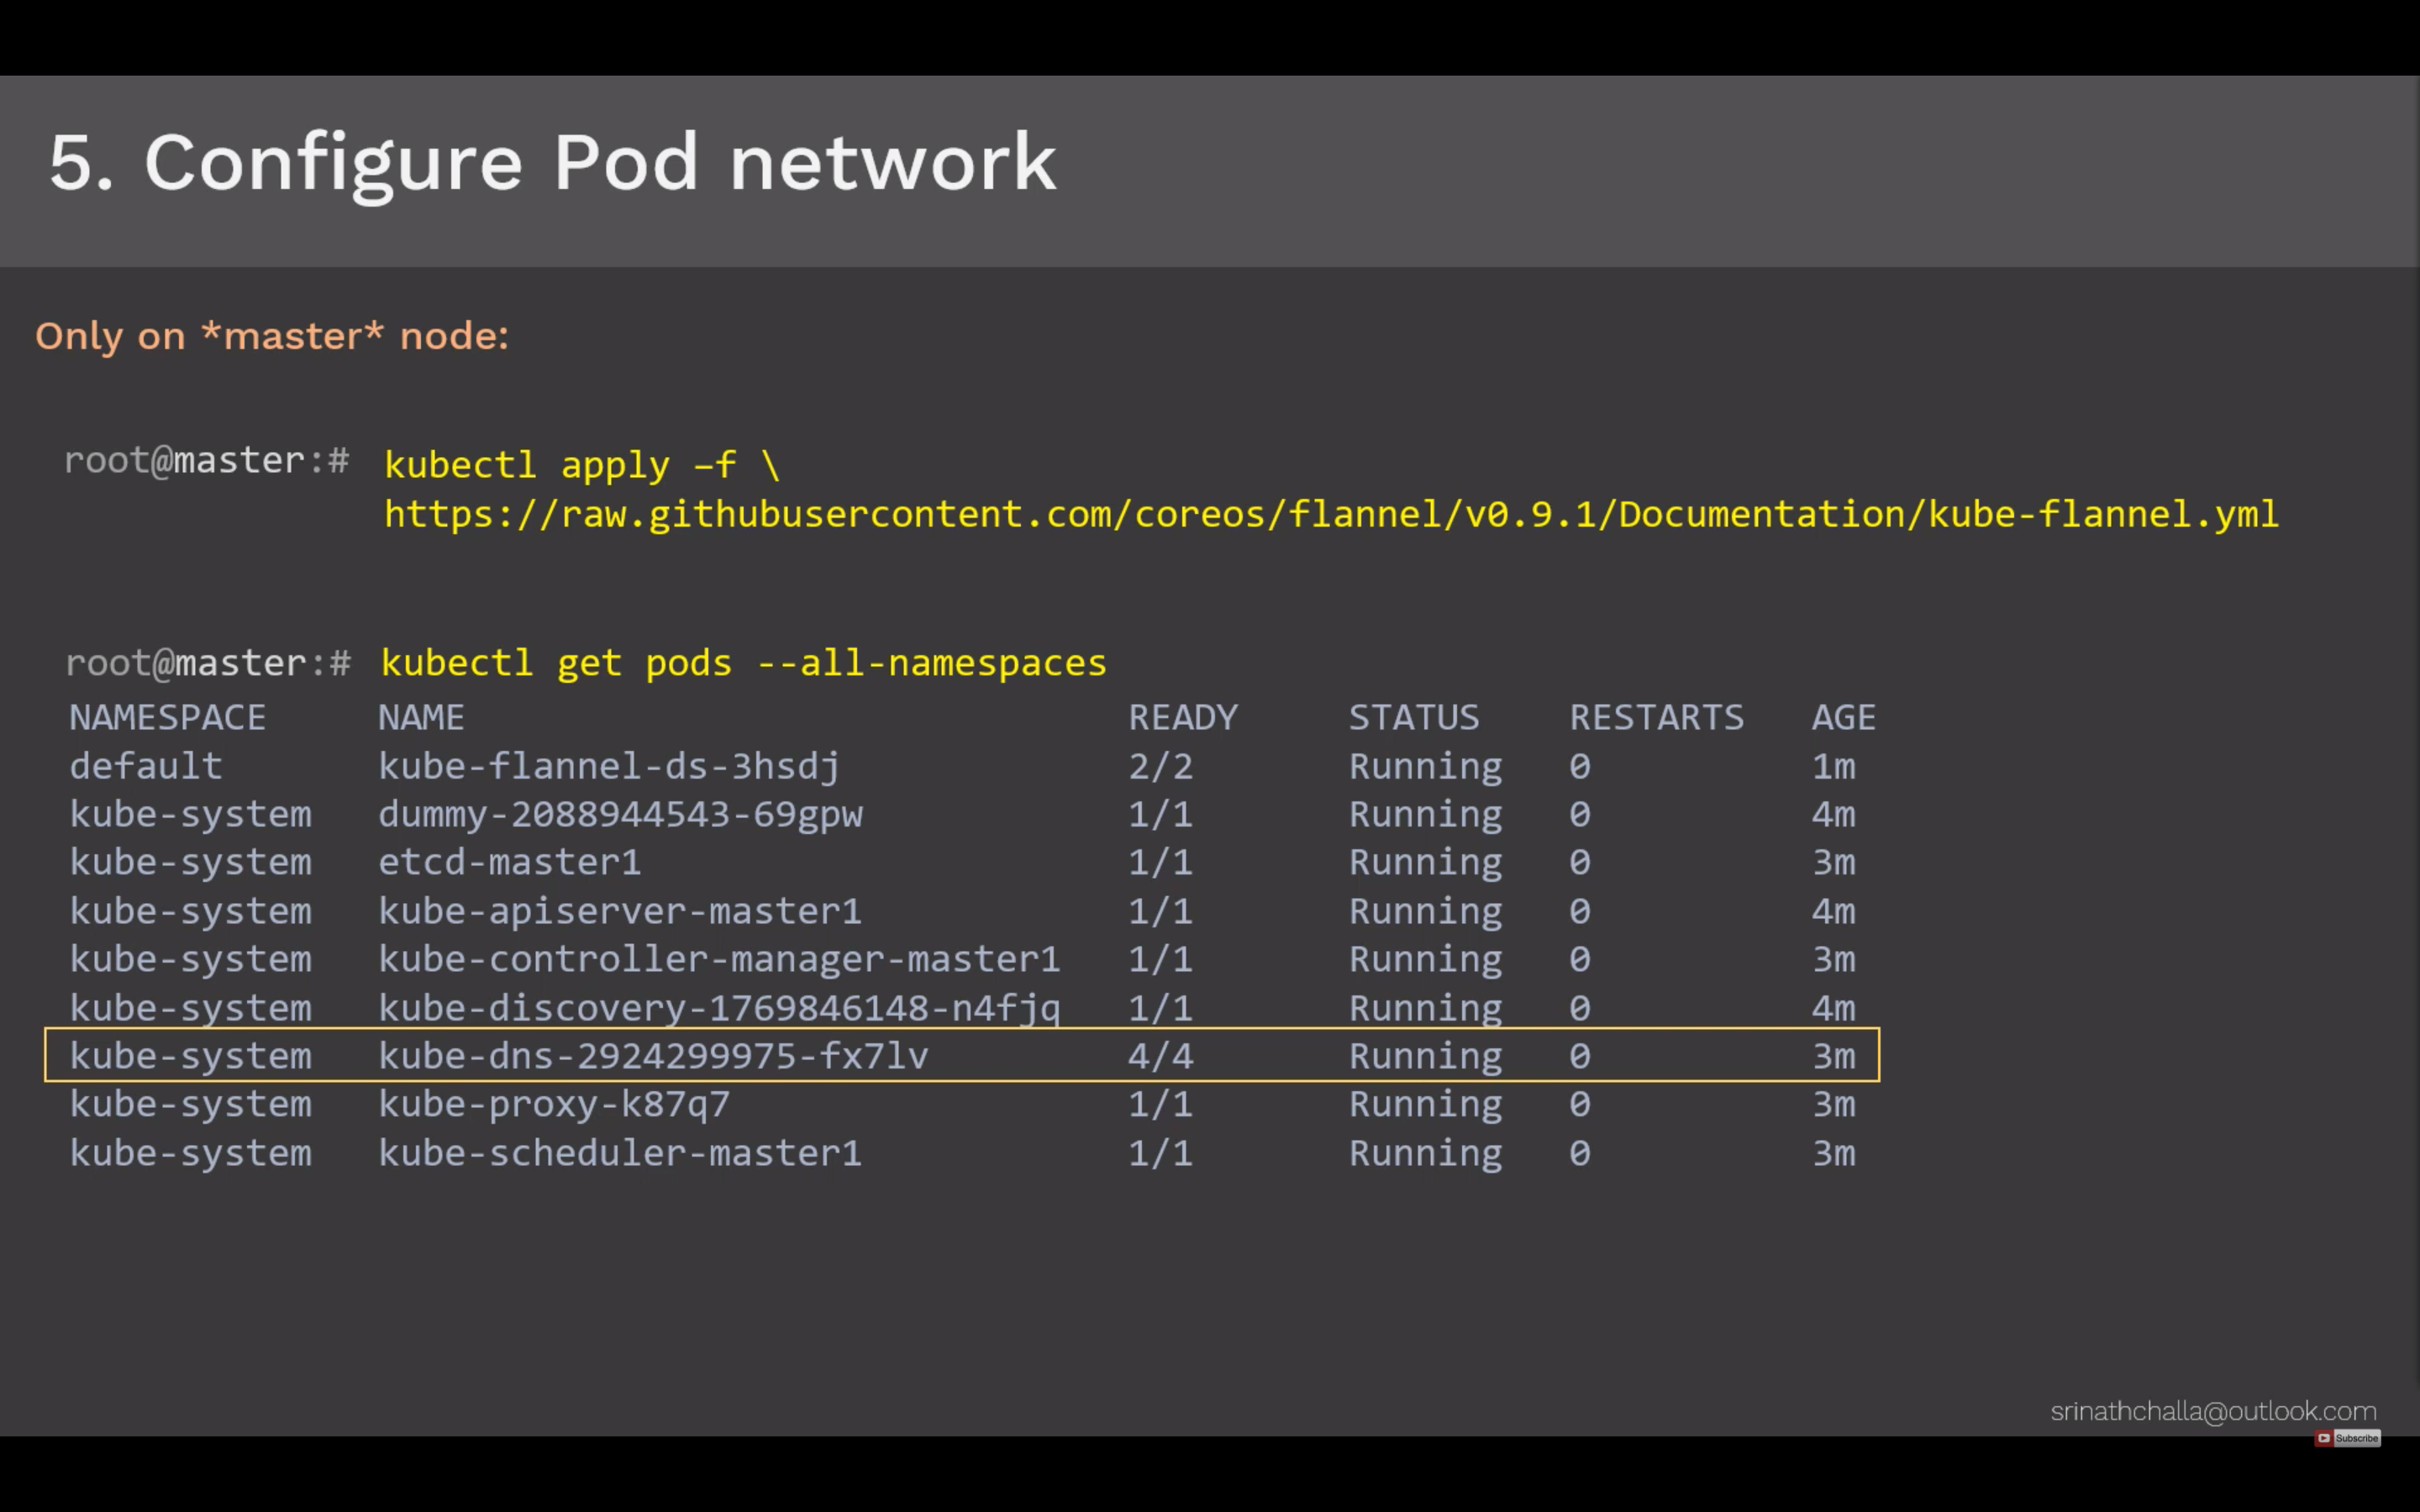 5. Configure Pod network
Only on *master* node:
root@master:# kubectl apply –f \
https://raw.githubusercontent.com/coreos/flannel/v0.9.1/Documentation/kube-flannel.yml
root@master:# kubectl get pods --all-namespaces
NAMESPACE NAME READY STATUS RESTARTS AGE
default kube-flannel-ds-3hsdj 2/2 Running 0 1m
kube-system dummy-2088944543-69gpw 1/1 Running 0 4m
kube-system etcd-master1 1/1 Running 0 3m
kube-system kube-apiserver-master1 1/1 Running 0 4m
kube-system kube-controller-manager-master1 1/1 Running 0 3m
kube-system kube-discovery-1769846148-n4fjq 1/1 Running 0 4m
kube-system kube-dns-2924299975-fx7lv 4/4 Running 0 3m
kube-system kube-proxy-k87q7 1/1 Running 0 3m
kube-system kube-scheduler-master1 1/1 Running 0 3m
srinathchalla@outlook.com
Subscribe